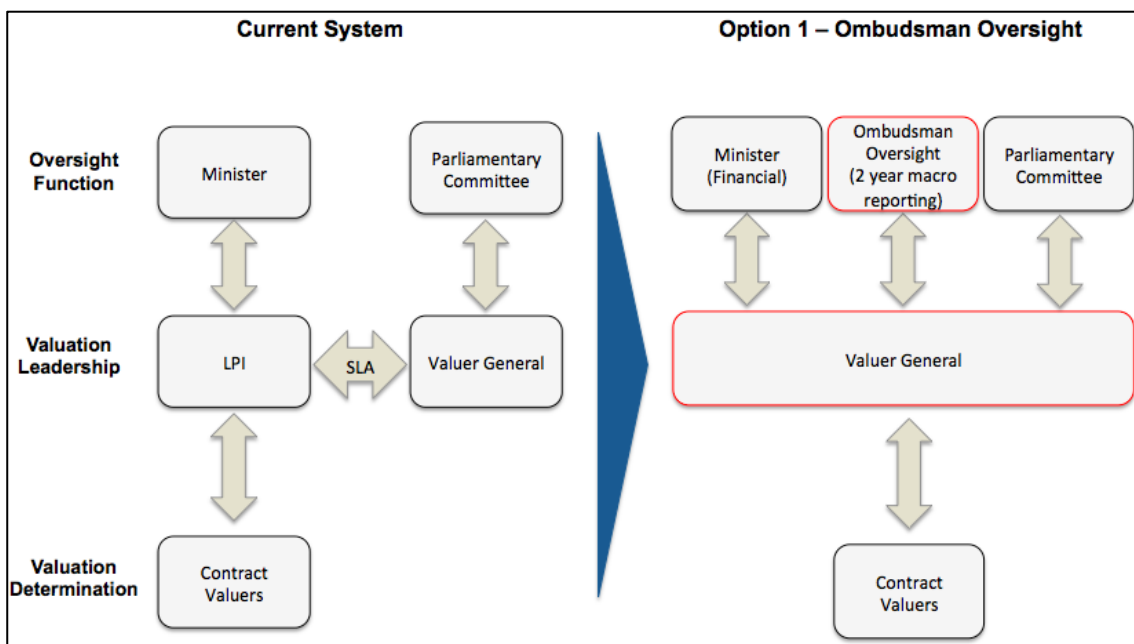 Current System
Option 1 – Ombudsman Oversight
Oversight
Function
Minister
Parliamentary
Committee
Minister
(Financial)
Ombudsman
Oversight
(2 year macro
reporting)
Parliamentary
Committee
Valuation
Leadership
LPI
SLA
Valuer General
Valuer General
Valuation
Determination
Contract
Valuers
Contract
Valuers